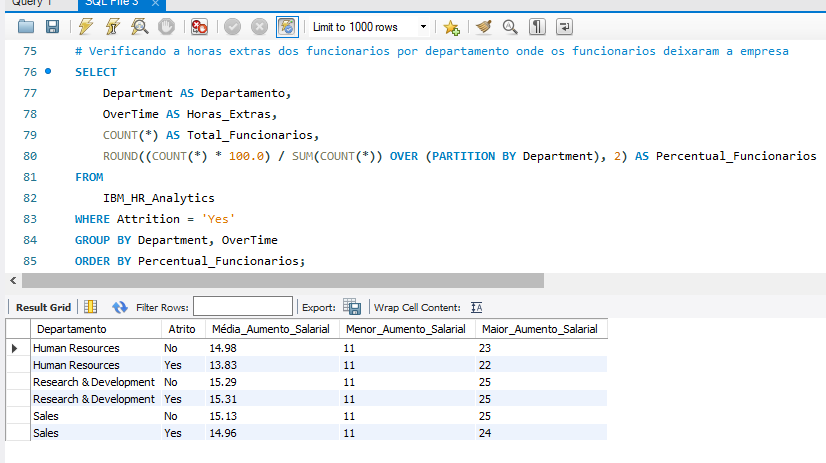 Query 1
SQL File 3
Limit to 1000 rows
75 # Verificando a horas extras dos funcionarios por departamento onde os funcionarios deixaram a empresa
76 SELECT
77 Department AS Departamento,
78 OverTime AS Horas_Extras,
79 COUNT(*) AS Total_Funcionarios,
80 ROUND((COUNT(*) * 100.0) / SUM(COUNT(*)) OVER (PARTITION BY Department), 2) AS Percentual_Funcionarios
81 FROM
82 IBM_HR_Analytics
83 WHERE Attrition = 'Yes'
84 GROUP BY Department, OverTime
85 ORDER BY Percentual_Funcionarios;
Result Grid Filter Rows: Export: Wrap Cell Content:
Departamento Atrito Média_Aumento_Salarial Menor_Aumento_Salarial Maior_Aumento_Salarial
Human Resources No 14.98 11 23
Human Resources Yes 13.83 11 22
Research & Development No 15.29 11 25
Research & Development Yes 15.31 11 25
Sales No 15.13 11 25
Sales Yes 14.96 11 24